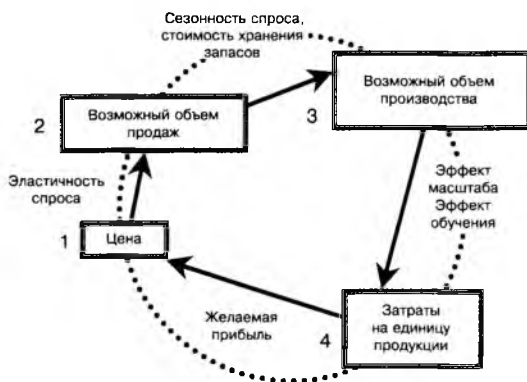 Сезонность спроса,
стоимость хранения
запасов
Возможный объем
производства
3
2
Возможный объем
продаж
Эластичность
спроса
Эффект
масштаба
Эффект
обучения
1
Цена
Желаемая
прибыль
4
Затраты
на единицу
продукции